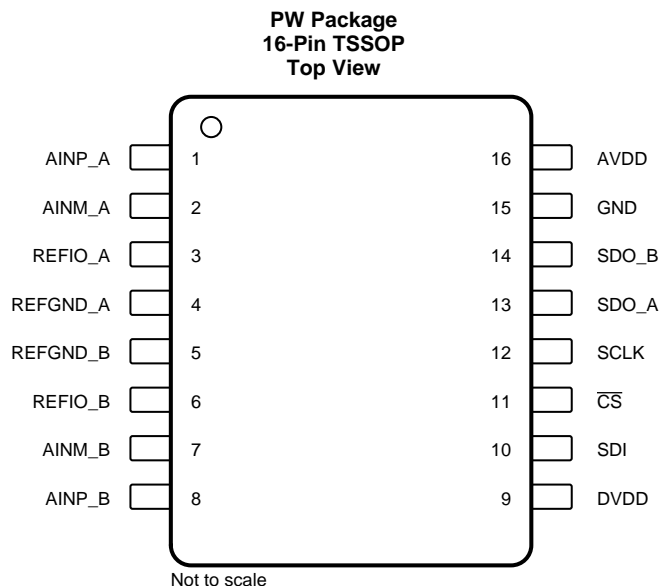 PW Package
16-Pin TSSOP
Top View
AINP_A 1 16 AVDD
AINM_A 2 15 GND
REFIO_A 3 14 SDO_B
REFGND_A 4 13 SDO_A
REFGND_B 5 12 SCLK
REFIO_B 6 11 C̅S̅
AINM_B 7 10 SDI
AINP_B 8 9 DVDD
Not to scale